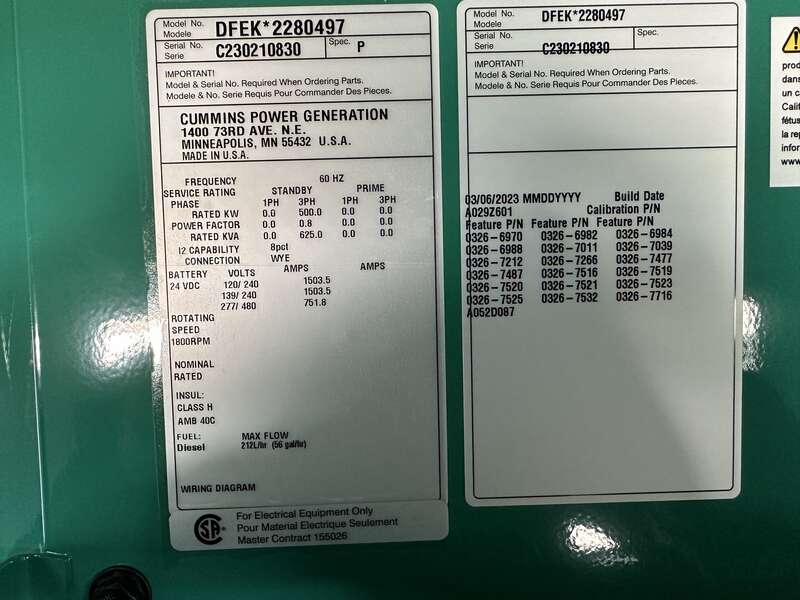 Model No.
Modele
DFEK*2280497
Serial No.
Serie
C230210830
Spec.
P
IMPORTANT!
Model & Serial No. Required When Ordering Parts.
Modele & No. Serie Requis Pour Commander Des Pieces.
CUMMINS POWER GENERATION
1400 73RD AVE. N.E.
MINNEAPOLIS, MN 55432 U.S.A.
MADE IN U.S.A.
FREQUENCY 60 HZ
SERVICE RATING STANDBY PRIME
PHASE 1PH 3PH 1PH 3PH
RATED KW 0.0 500.0 0.0 0.0
POWER FACTOR 0.0 0.8 0.0 0.0
RATED KVA 0.0 625.0 0.0 0.0
I2 CAPABILITY 8pct
CONNECTION WYE
BATTERY VOLTS AMPS AMPS
24 VDC 120/ 240 1503.5
139/ 240 1503.5
277/ 480 751.8
ROTATING
SPEED
1800RPM
NOMINAL
RATED
INSUL:
CLASS H
AMB 40C
FUEL: MAX FLOW
Diesel 212L/hr (56 gal/hr)
WIRING DIAGRAM
CSA
For Electrical Equipment Only
Pour Material Electrique Seulement
Master Contract 155026
Model No.
Modele
DFEK*2280497
Serial No.
Serie
C230210830
Spec.
IMPORTANT!
Model & Serial No. Required When Ordering Parts.
Modele & No. Serie Requis Pour Commander Des Pieces.
03/06/2023 MMDDYYYY Build Date
A029Z601 Calibration P/N
Feature P/N Feature P/N Feature P/N
0326-6970 0326-6982 0326-6984
0326-6988 0326-7011 0326-7039
0326-7212 0326-7266 0326-7477
0326-7487 0326-7516 0326-7519
0326-7520 0326-7521 0326-7523
0326-7525 0326-7532 0326-7716
A052D087
prod
dans
un c
Calif
fétus
la rep
infor
www.